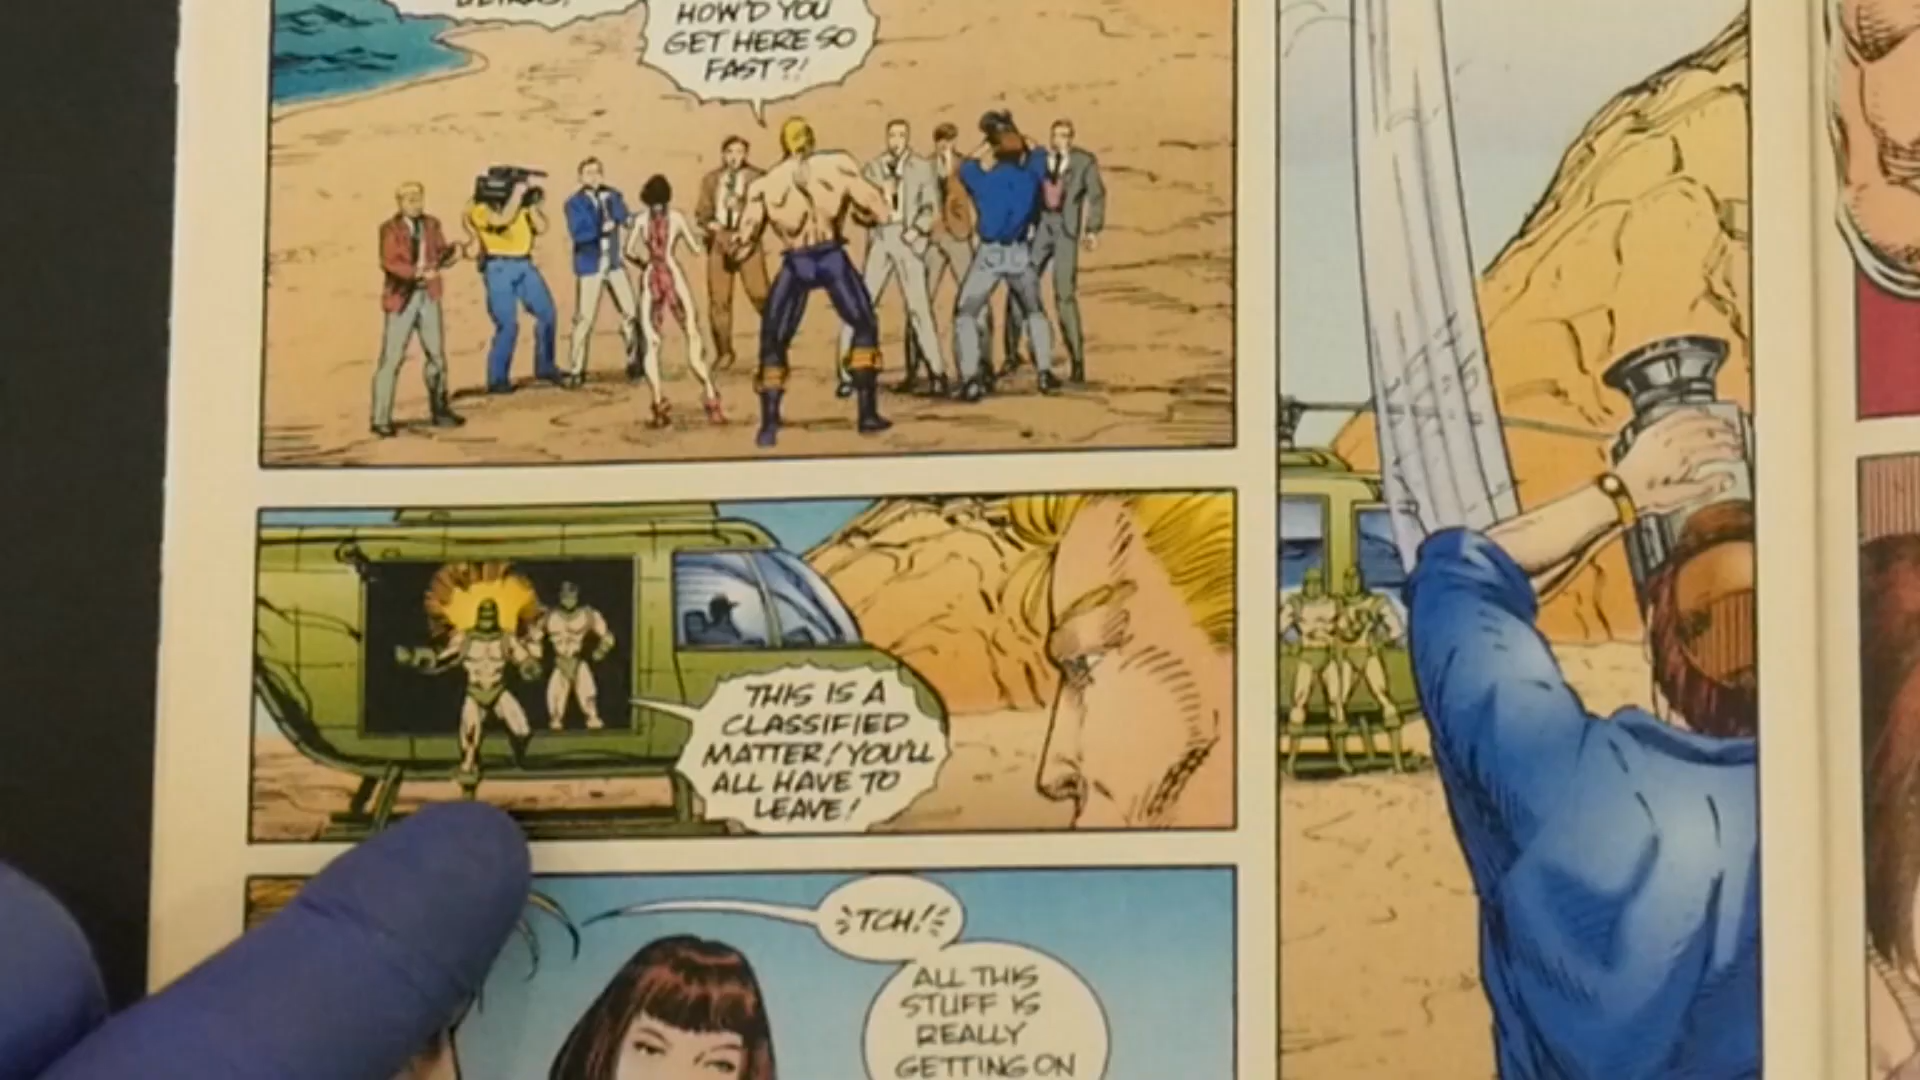 HOW'D YOU
GET HERE SO
FAST?!
THIS IS A
CLASSIFIED
MATTER! YOU'LL
ALL HAVE TO
LEAVE!
TCH!
ALL THIS
STUFF IS
REALLY
GETTING ON